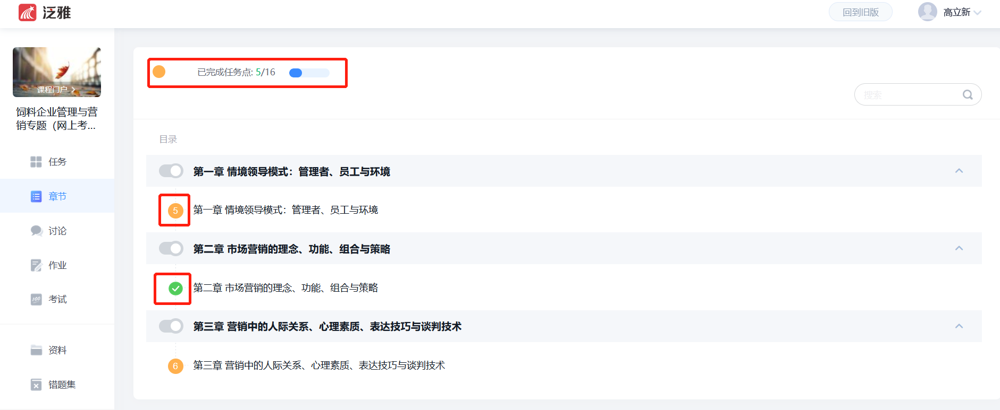 泛雅
回到旧版
高立新
课程门户
饲料企业管理与营
销专题（网上考...
任务
章节
讨论
作业
考试
资料
错题集
已完成任务点: 5/16
搜索
目录
第一章 情境领导模式：管理者、员工与环境
5 第一章 情境领导模式：管理者、员工与环境
第二章 市场营销的理念、功能、组合与策略
第二章 市场营销的理念、功能、组合与策略
第三章 营销中的人际关系、心理素质、表达技巧与谈判技术
6 第三章 营销中的人际关系、心理素质、表达技巧与谈判技术